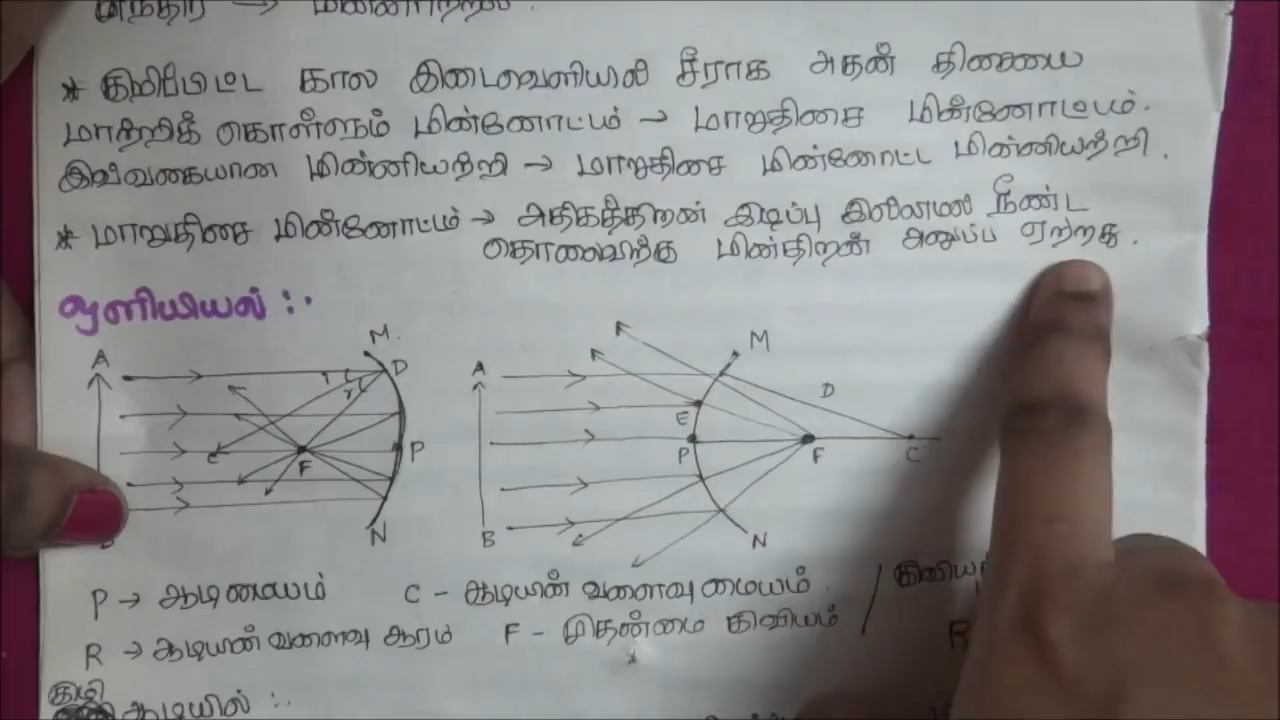 * குறிப்பிட்ட கால இடைவெளியில் சீராக அதன் திசையை
மாற்றிக் கொள்ளும் மின்னோட்டம் → மாறுதிசை மின்னோட்டம்.
இவ்வகையான மின்னியற்றி → மாறுதிசை மின்னோட்ட மின்னியற்றி.
* மாறுதிசை மின்னோட்டம் → அதிகத்திறன் இழப்பு இல்லாமல் நீண்ட
தொலைவிற்கு மின்திறன் அனுப்ப ஏற்றது.
ஒளியியல் :-
A M. D i r P F C N
A B M E P D F C N
P → ஆடி மையம் C - ஆடியின் வளைவு மையம் /
R → ஆடியின் வளைவு ஆரம் F - முதன்மை குவியம் / R
குழி ஆடியில் :-